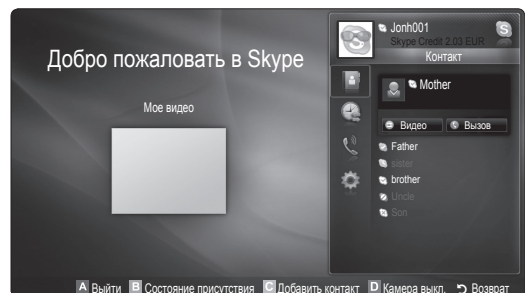 Jonh001
Skype Credit 2.03 EUR
Контакт
Добро пожаловать в Skype
Мое видео
Mother
Видео Вызов
Father
sister
brother
Uncle
Son
A Выйти B Состояние присутствия C Добавить контакт D Камера выкл. Возврат